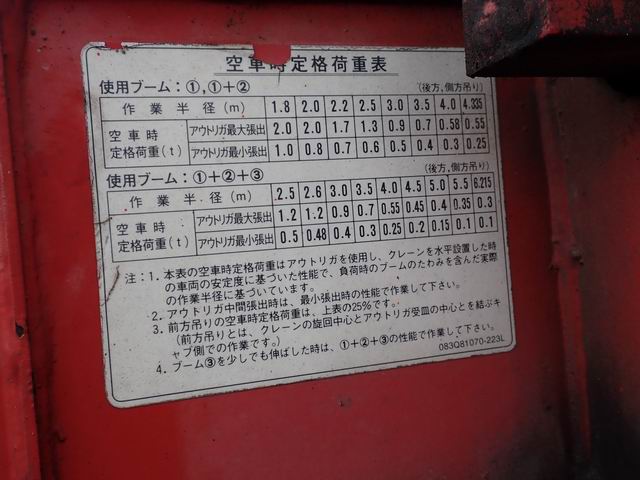 空車時定格荷重表
使用ブーム：①,①＋② (後方,側方吊り)
作業半径(m) 1.8 2.0 2.2 2.5 3.0 3.5 4.0 4.335
空車時定格荷重(t) アウトリガ最大張出 2.0 2.0 1.7 1.3 0.9 0.7 0.58 0.55
アウトリガ最小張出 1.0 0.8 0.7 0.6 0.5 0.4 0.3 0.25
使用ブーム：①＋②＋③ (後方,側方吊り)
作業半径(m) 2.5 2.6 3.0 3.5 4.0 4.5 5.0 5.5 6.215
空車時定格荷重(t) アウトリガ最大張出 1.2 1.2 0.9 0.7 0.55 0.45 0.4 0.35 0.3
アウトリガ最小張出 0.5 0.48 0.4 0.3 0.25 0.2 0.15 0.1 0.1
注：1. 本表の空車時定格荷重はアウトリガを使用し、クレーンを水平設置した時
の車両の安定度に基づいた性能で、負荷時のブームのたわみを含んだ実際
の作業半径に基づいています。
2. アウトリガ中間張出時は、最小張出時の性能で作業して下さい。
3. 前方吊りの空車時定格荷重は、上表の25％です。
(前方吊りとは、クレーンの旋回中心とアウトリガ受皿の中心とを結ぶキ
ャブ側での作業です。)
4. ブーム③を少しでも伸ばした時は、①＋②＋③の性能で作業して下さい。
083Q81070-223L